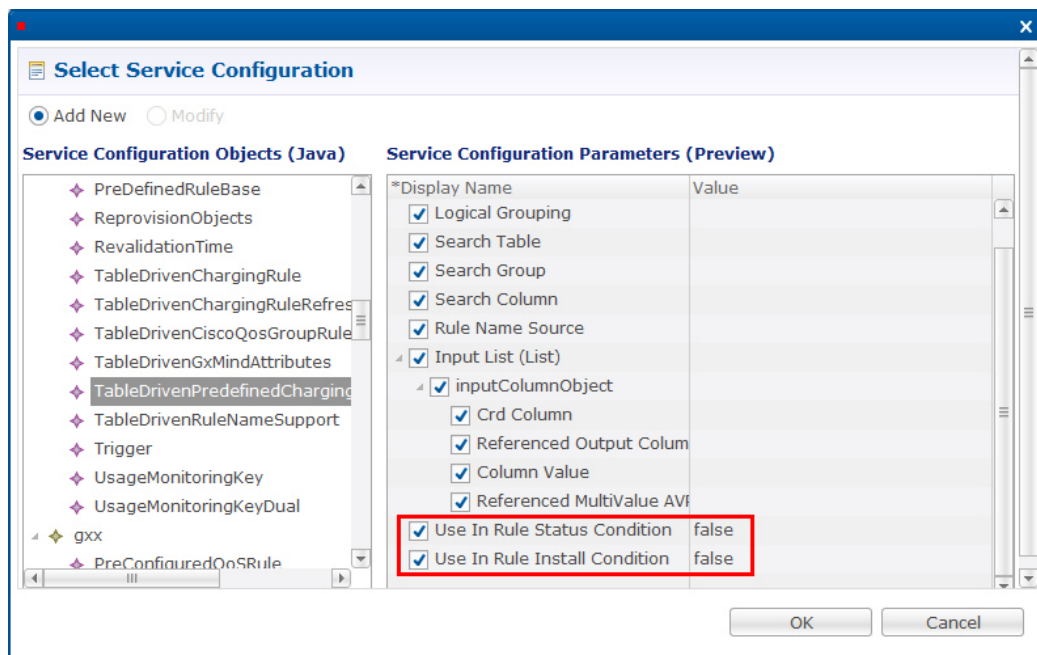 x
Select Service Configuration
Add New Modify
Service Configuration Objects (Java)
PreDefinedRuleBase
ReprovisionObjects
RevalidationTime
TableDrivenChargingRule
TableDrivenChargingRuleRefres
TableDrivenCiscoQosGroupRule
TableDrivenGxMindAttributes
TableDrivenPredefinedCharging
TableDrivenRuleNameSupport
Trigger
UsageMonitoringKey
UsageMonitoringKeyDual
gxx
PreConfiguredQoSRule
Service Configuration Parameters (Preview)
*Display Name Value
Logical Grouping
Search Table
Search Group
Search Column
Rule Name Source
Input List (List)
inputColumnObject
Crd Column
Referenced Output Colum
Column Value
Referenced MultiValue AVP
Use In Rule Status Condition false
Use In Rule Install Condition false
OK Cancel